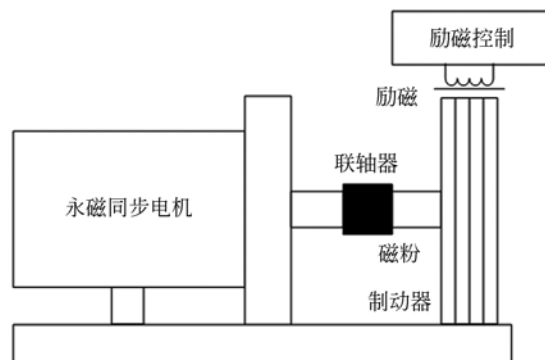 励磁控制
励磁
联轴器
永磁同步电机
磁粉
制动器